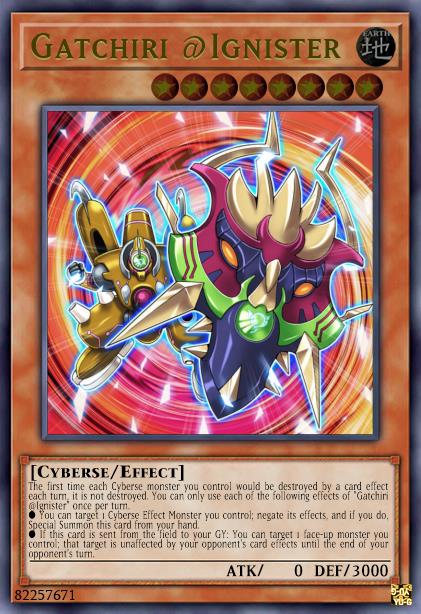 GATCHIRI @IGNISTER
EARTH
地
[CYBERSE/EFFECT]
The first time each Cyberse monster you control would be destroyed by a card effect
each turn, it is not destroyed. You can only use each of the following effects of "Gatchiri
@Ignister" once per turn.
● You can target 1 Cyberse Effect Monster you control; negate its effects, and if you do,
Special Summon this card from your hand.
● If this card is sent from the field to your GY: You can target 1 face-up monster you
control; that target is unaffected by your opponent's card effects until the end of your
opponent's turn.
ATK/ 0 DEF/3000
82257671